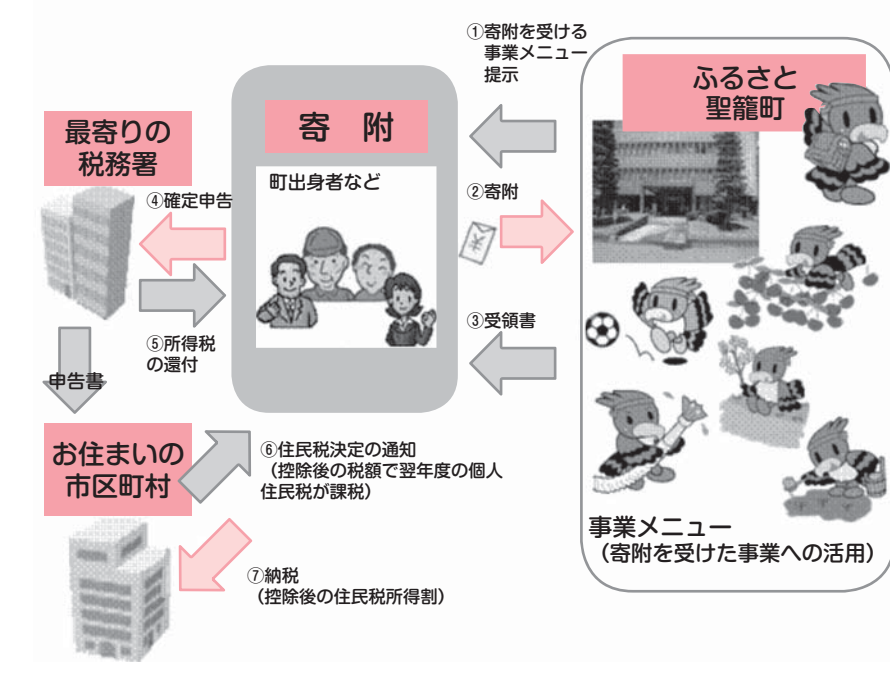 ①寄附を受ける
事業メニュー
提示
ふるさと
聖籠町
寄　附
町出身者など
最寄りの
税務署
④確定申告
②寄附
¥
③受領書
⑤所得税
の還付
申告書
お住まいの
市区町村
⑥住民税決定の通知
（控除後の税額で翌年度の個人
住民税が課税）
⑦納税
（控除後の住民税所得割）
事業メニュー
（寄附を受けた事業への活用）